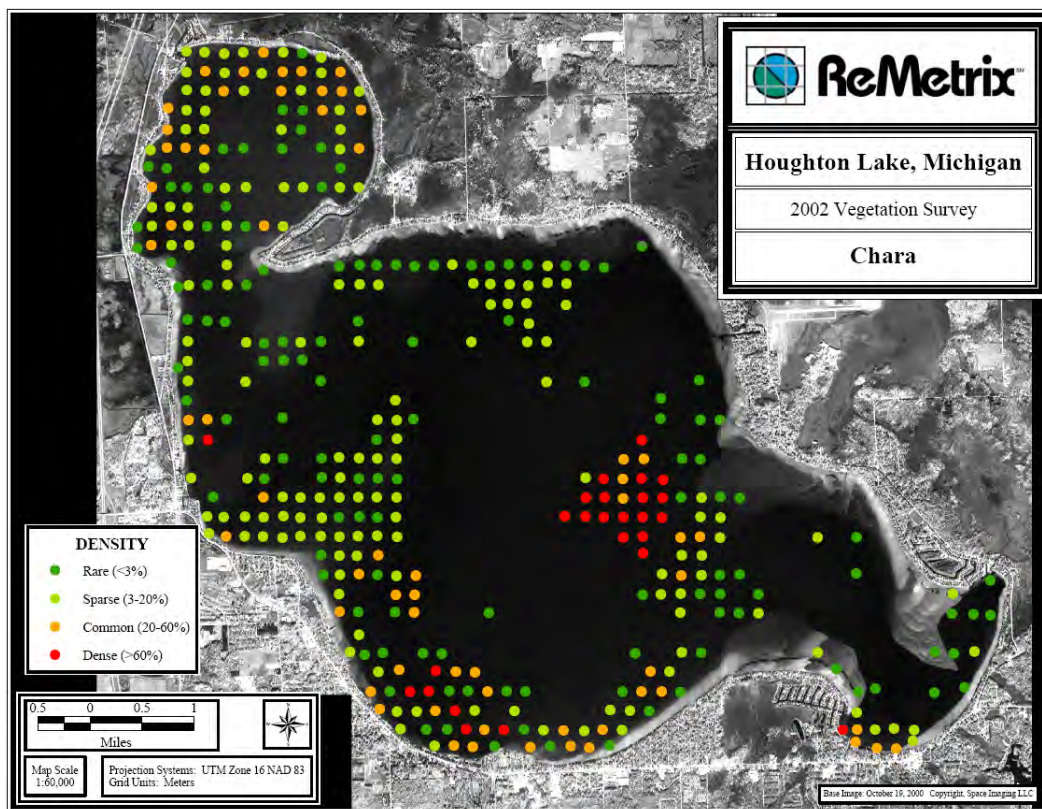 ReMetrix SM
Houghton Lake, Michigan
2002 Vegetation Survey
Chara
DENSITY
Rare (<3%)
Sparse (3-20%)
Common (20-60%)
Dense (>60%)
0.5 0 0.5 1
Miles
Map Scale
1:60,000
Projection Systems: UTM Zone 16 NAD 83
Grid Units: Meters
Base Image: October 19, 2000 Copyright, Space Imaging LLC